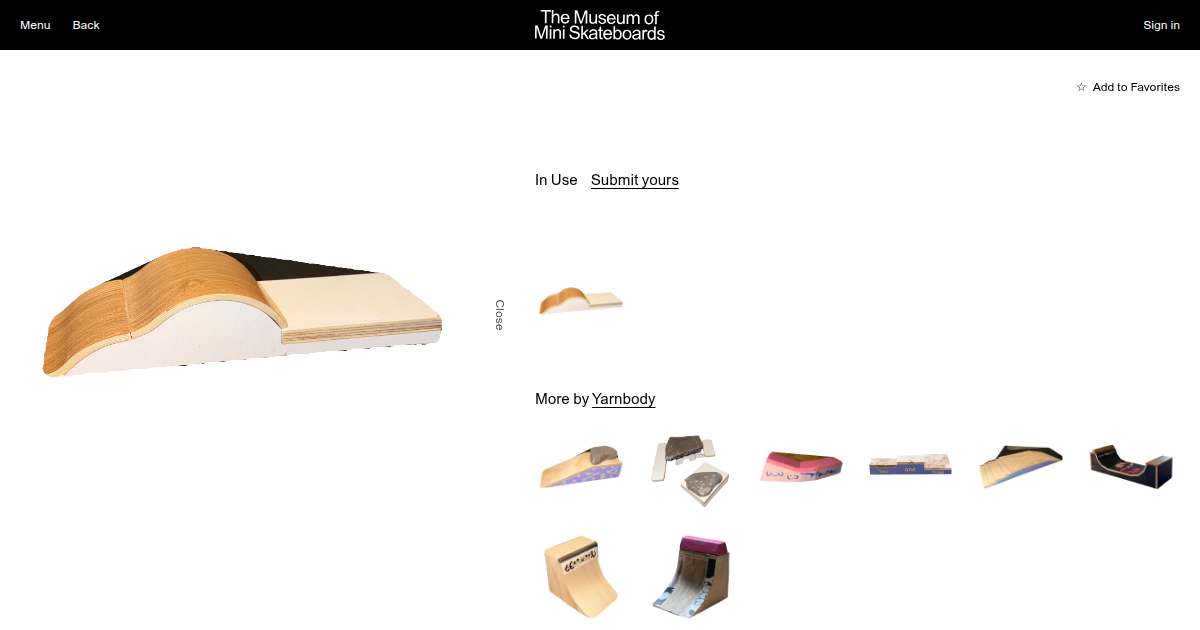 Menu Back
The Museum of
Mini Skateboards
Sign in
☆ Add to Favorites
In Use Submit yours
Close
More by Yarnbody